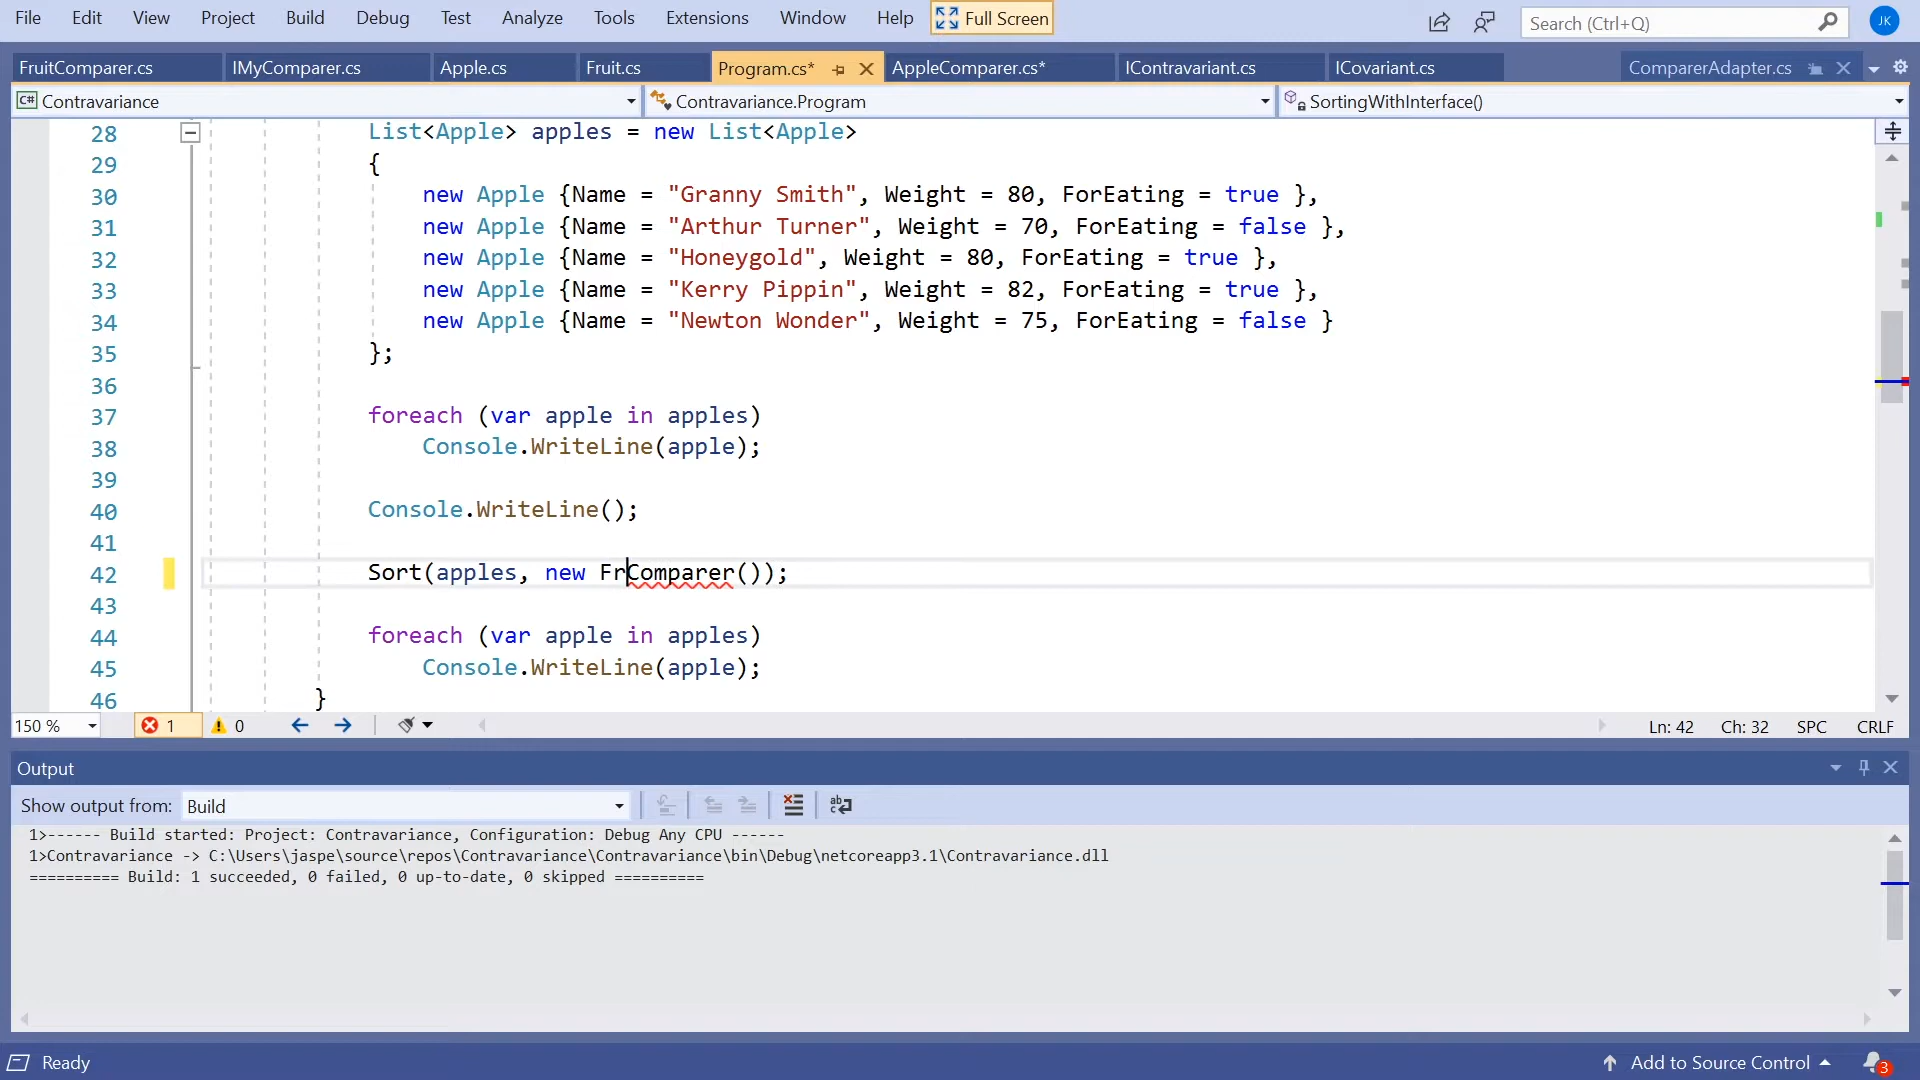 File Edit View Project Build Debug Test Analyze Tools Extensions Window Help Full Screen Search (Ctrl+Q) JK
FruitComparer.cs IMyComparer.cs Apple.cs Fruit.cs Program.cs* AppleComparer.cs* IContravariant.cs ICovariant.cs ComparerAdapter.cs
C# Contravariance Contravariance.Program SortingWithInterface()
28 List<Apple> apples = new List<Apple>
29 {
30 new Apple {Name = "Granny Smith", Weight = 80, ForEating = true },
31 new Apple {Name = "Arthur Turner", Weight = 70, ForEating = false },
32 new Apple {Name = "Honeygold", Weight = 80, ForEating = true },
33 new Apple {Name = "Kerry Pippin", Weight = 82, ForEating = true },
34 new Apple {Name = "Newton Wonder", Weight = 75, ForEating = false }
35 };
36
37 foreach (var apple in apples)
38 Console.WriteLine(apple);
39
40 Console.WriteLine();
41
42 Sort(apples, new FrComparer());
43
44 foreach (var apple in apples)
45 Console.WriteLine(apple);
46 }
150 % 1 0 Ln: 42 Ch: 32 SPC CRLF
Output
Show output from: Build
1>------ Build started: Project: Contravariance, Configuration: Debug Any CPU ------
1>Contravariance -> C:\Users\jaspe\source\repos\Contravariance\Contravariance\bin\Debug\netcoreapp3.1\Contravariance.dll
========== Build: 1 succeeded, 0 failed, 0 up-to-date, 0 skipped ==========
Ready Add to Source Control 3